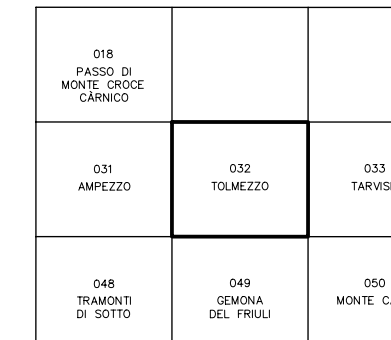 018
PASSO DI
MONTE CROCE
CÀRNICO
031
AMPEZZO
032
TOLMEZZO
033
048
TRAMONTI
DI SOTTO
049
GEMONA
DEL FRIULI
050
MONTE